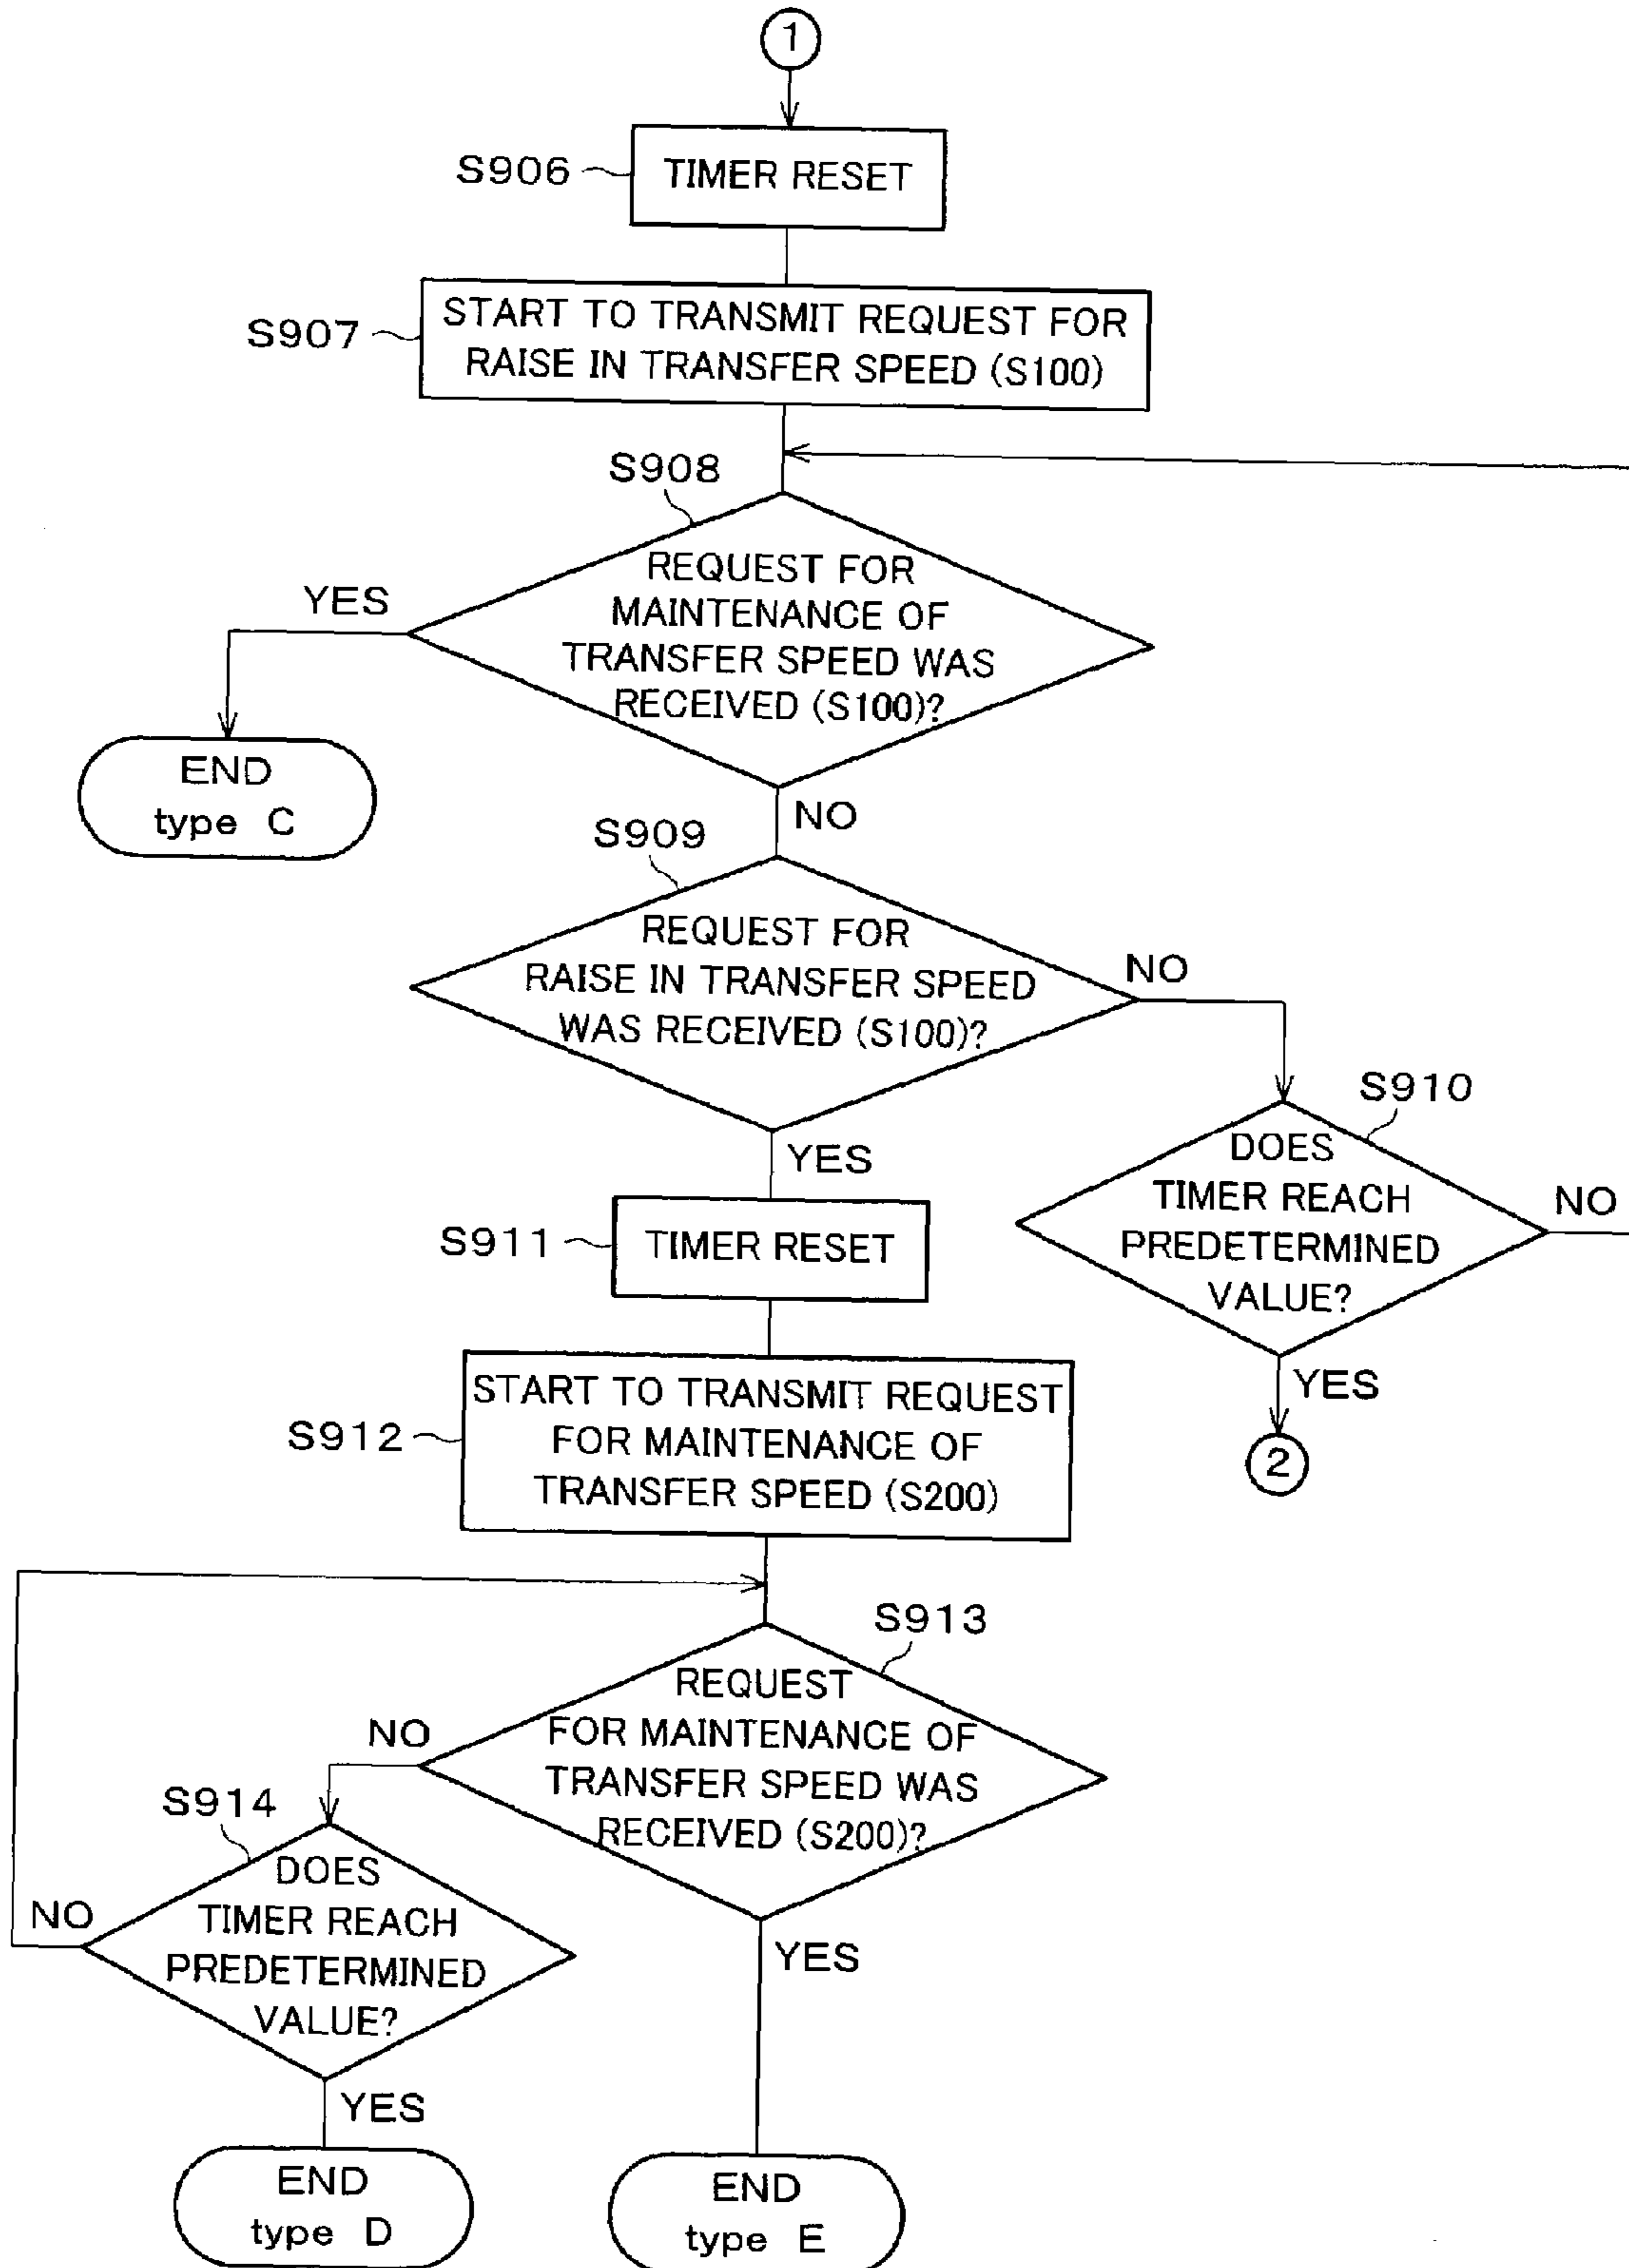 1
S906
TIMER RESET
S907
START TO TRANSMIT REQUEST FOR
RAISE IN TRANSFER SPEED (S100)
S908
REQUEST FOR
MAINTENANCE OF
TRANSFER SPEED WAS
RECEIVED (S100)?
YES
END
type C
NO
S909
REQUEST FOR
RAISE IN TRANSFER SPEED
WAS RECEIVED (S100)?
NO
YES
S910
DOES
TIMER REACH
PREDETERMINED
VALUE?
NO
YES
2
S911
TIMER RESET
S912
START TO TRANSMIT REQUEST
FOR MAINTENANCE OF
TRANSFER SPEED (S200)
S913
REQUEST
FOR MAINTENANCE OF
TRANSFER SPEED WAS
RECEIVED (S200)?
NO
YES
S914
DOES
TIMER REACH
PREDETERMINED
VALUE?
NO
YES
END
type D
END
type E